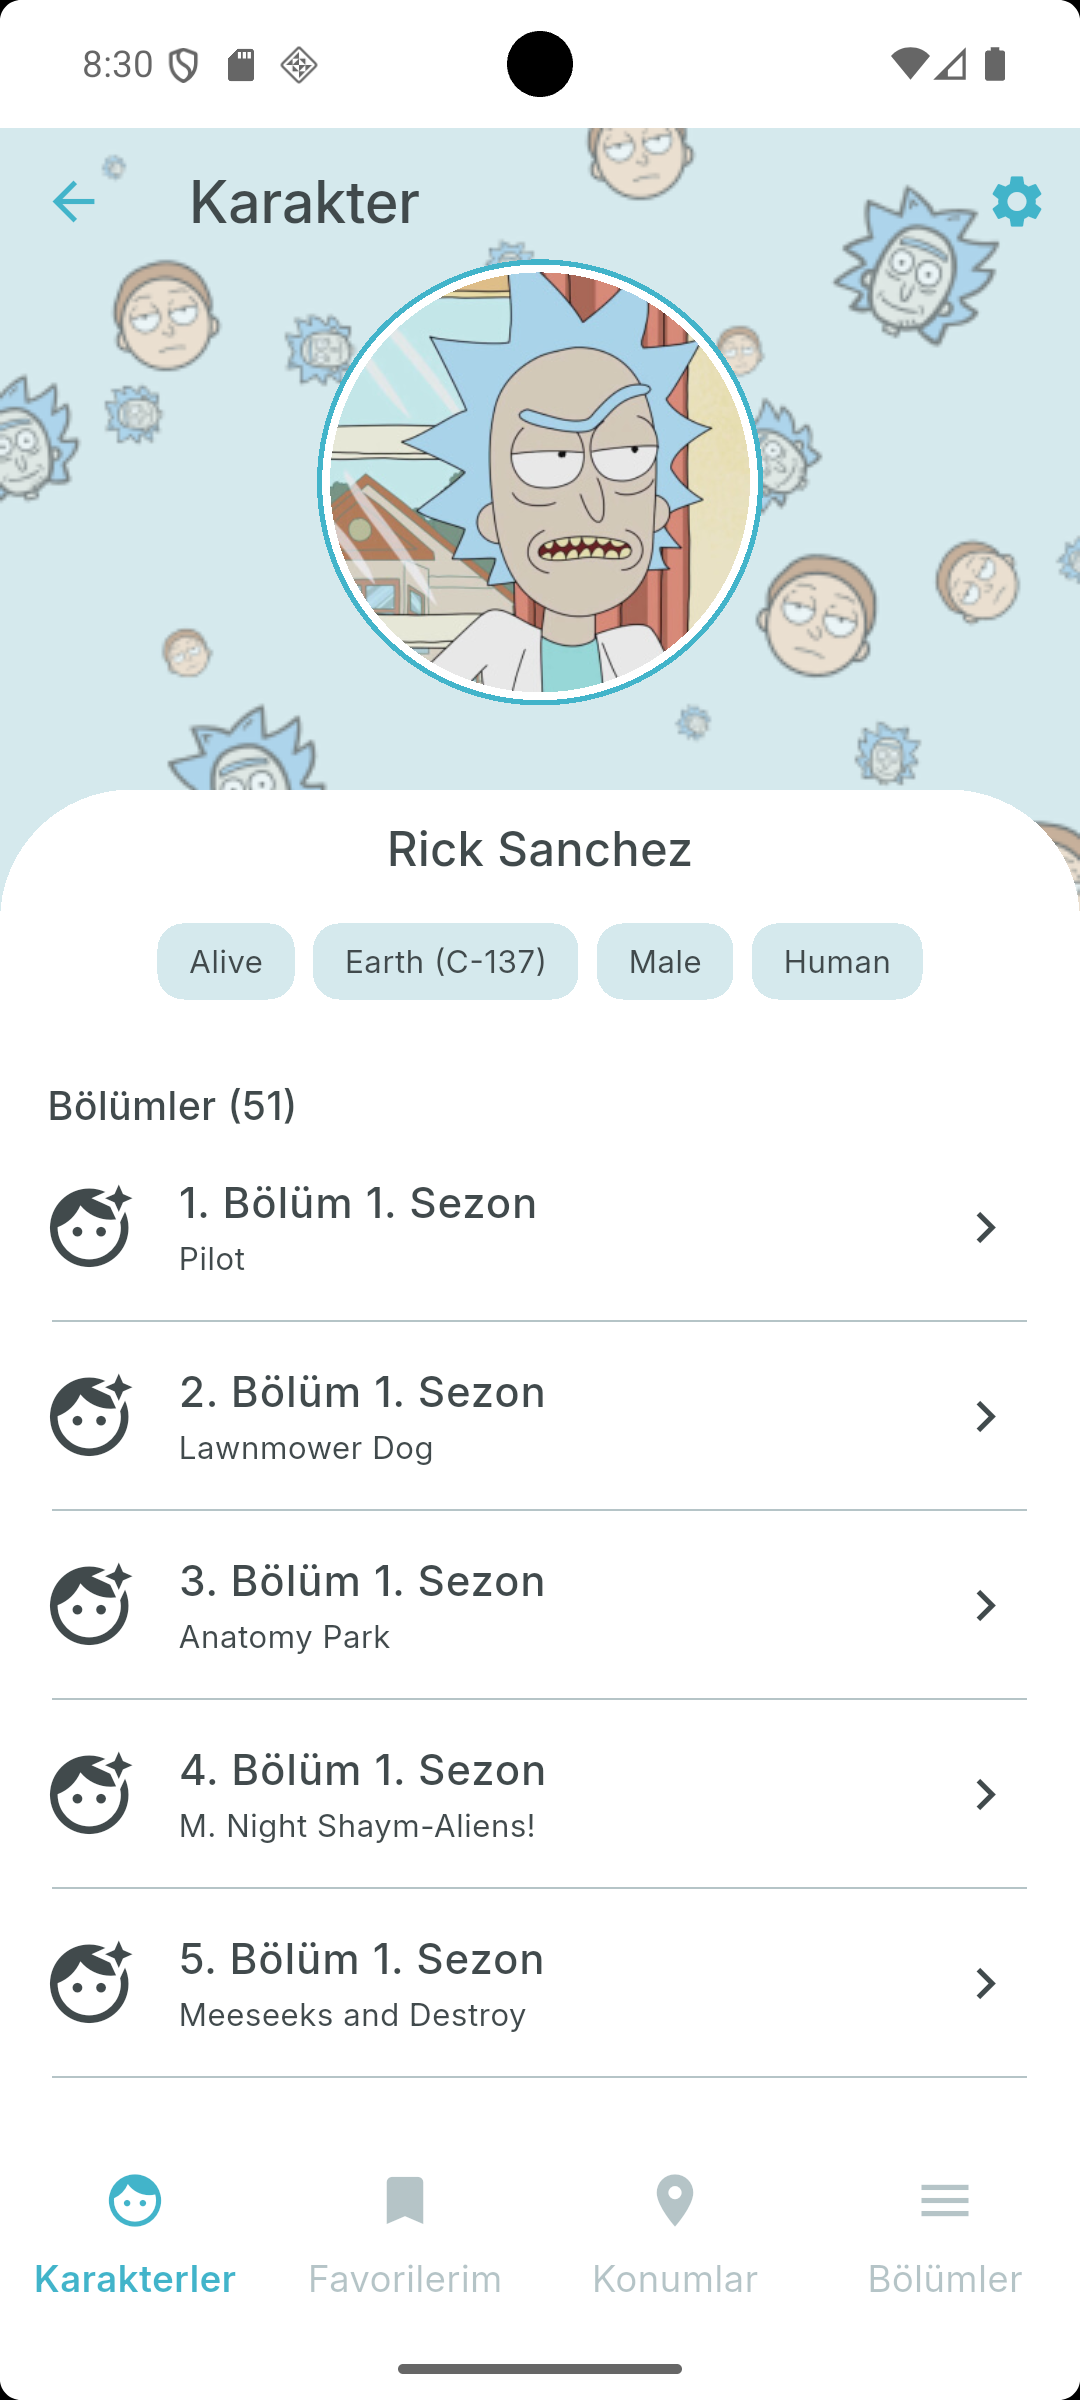 8:30
Karakter
Rick Sanchez
Alive
Earth (C-137)
Male
Human
Bölümler (51)
1. Bölüm 1. Sezon
Pilot
2. Bölüm 1. Sezon
Lawnmower Dog
3. Bölüm 1. Sezon
Anatomy Park
4. Bölüm 1. Sezon
M. Night Shaym-Aliens!
5. Bölüm 1. Sezon
Meeseeks and Destroy
Karakterler
Favorilerim
Konumlar
Bölümler